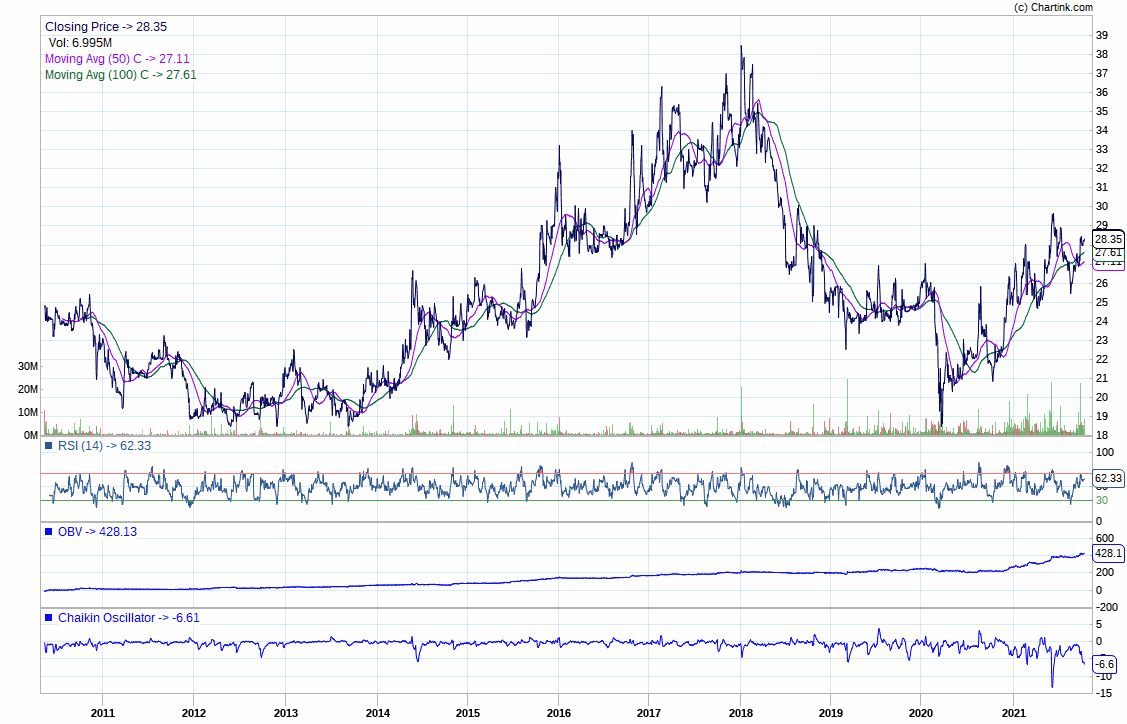 (c) Chartink.com
Closing Price -> 28.35
Vol: 6.995M
Moving Avg (50) C -> 27.11
Moving Avg (100) C -> 27.61
39
38
37
36
35
34
33
32
31
30
29
28.35
27.61
27.11
26
25
24
23
22
21
20
19
18
30M
20M
10M
0M
RSI (14) -> 62.33
100
62.33
30
0
OBV -> 428.13
600
428.1
200
0
-200
Chaikin Oscillator -> -6.61
5
0
-6.6
-10
-15
2011 2012 2013 2014 2015 2016 2017 2018 2019 2020 2021